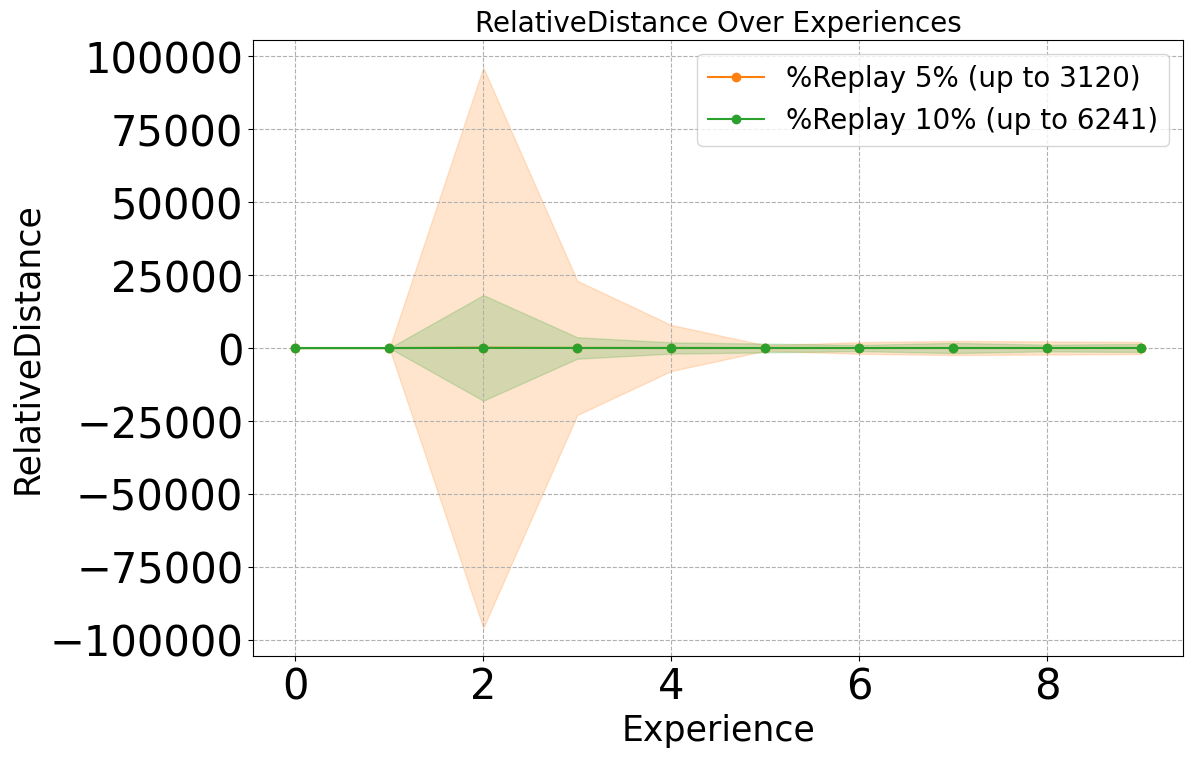 RelativeDistance Over Experiences
100000
75000
50000
25000
0
−25000
−50000
−75000
−100000
RelativeDistance
%Replay 5% (up to 3120)
%Replay 10% (up to 6241)
0 2 4 6 8
Experience